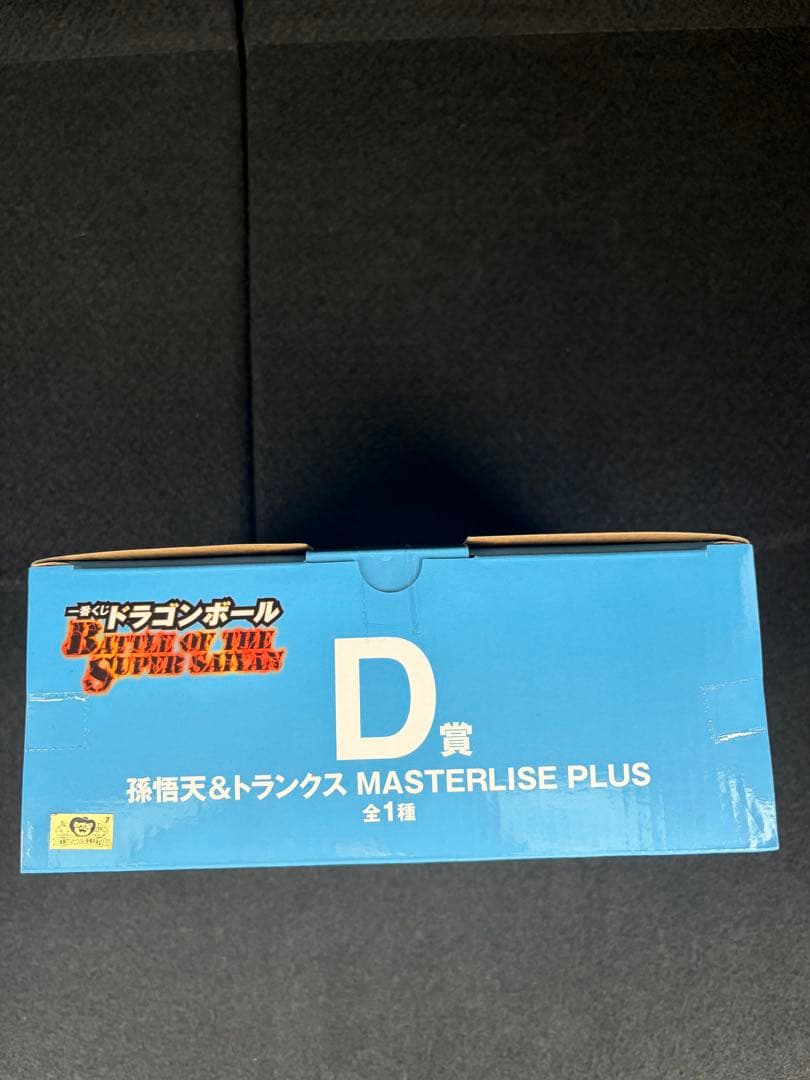 一番くじ ドラゴンボール
BATTLE OF THE
SUPER SAIYAN
D賞
孫悟天&トランクス MASTERLISE PLUS
全1種